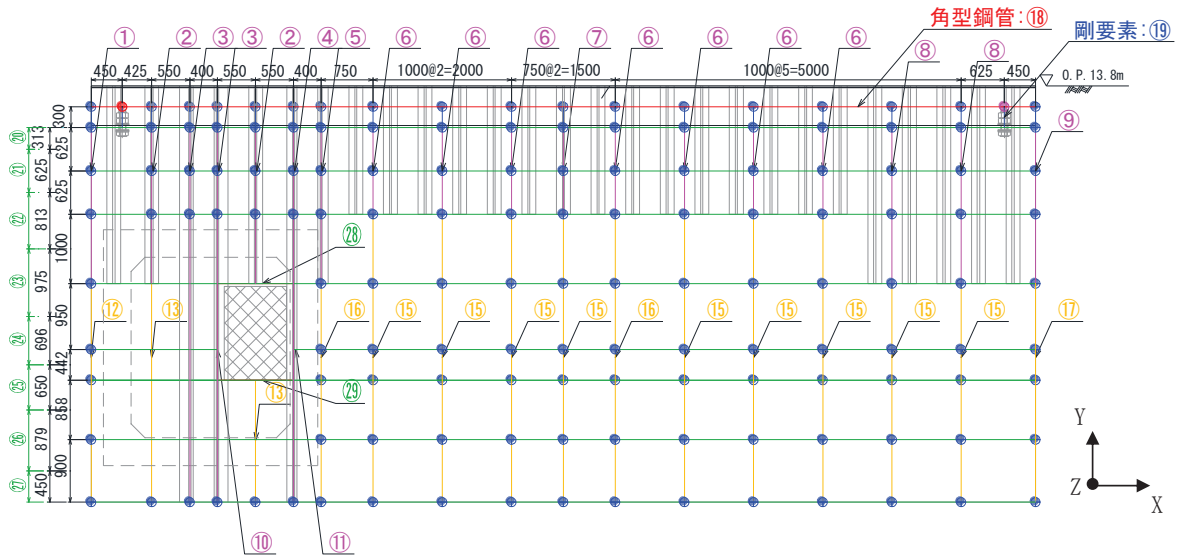 角型鋼管:⑱
剛要素:⑲
① ② ③ ③ ② ④ ⑤ ⑥ ⑥ ⑥ ⑦ ⑥ ⑥ ⑥ ⑥ ⑧ ⑧
450 425 550 400 550 550 400 750 1000@2=2000 750@2=1500 1000@5=5000 625 450
O.P.13.8m
⑨
⑳ ㉑ ㉒ ㉓ ㉔ ㉕ ㉖ ㉗
313 625 813 975 696 650 879 450
300 625 625 1000 950 442 858 900
㉘
⑫ ⑬ ⑯ ⑮ ⑮ ⑮ ⑮ ⑯ ⑮ ⑮ ⑮ ⑮ ⑮ ⑰
⑬ ㉙
⑩ ⑪
Y
Z X